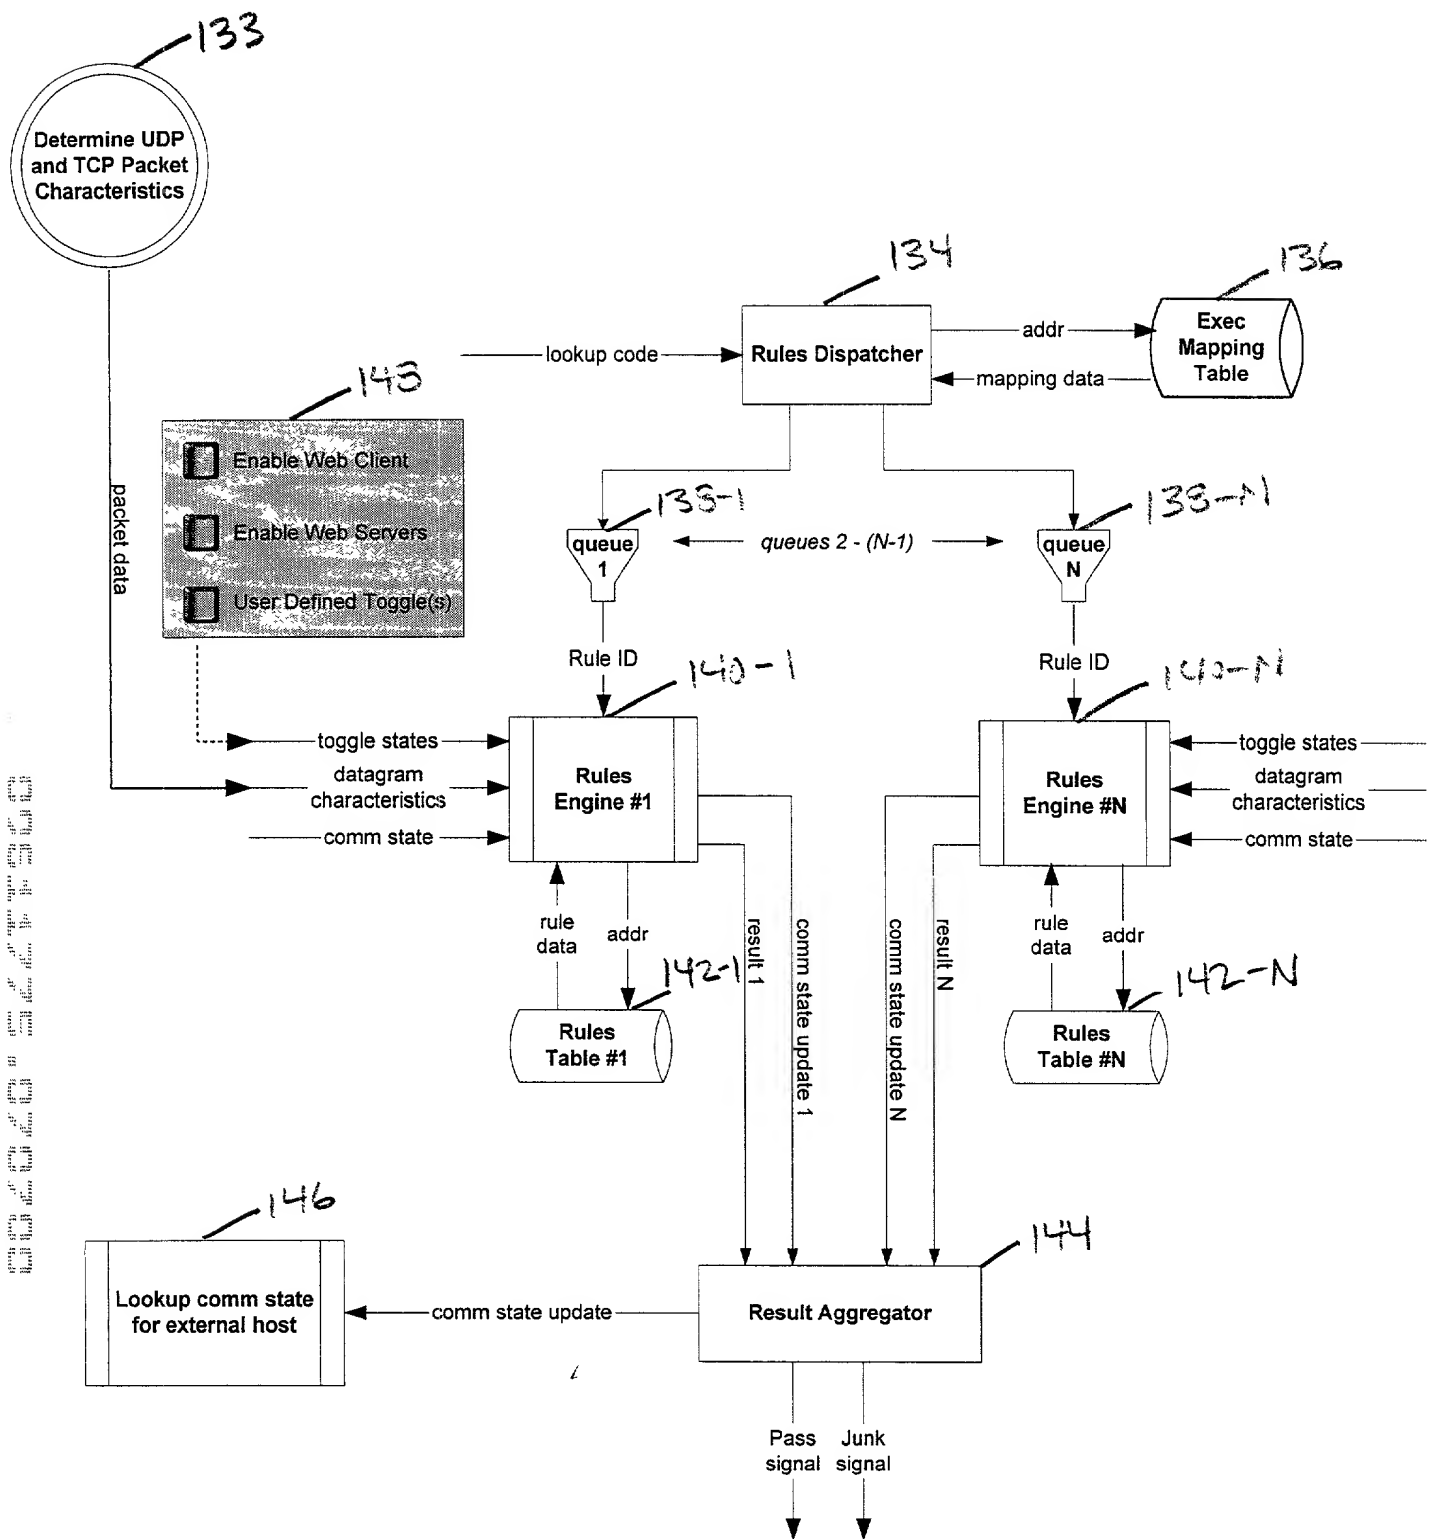 133
Determine UDP
and TCP Packet
Characteristics
134
136
lookup code
Rules Dispatcher
addr
mapping data
Exec
Mapping
Table
148
Enable Web Client
Enable Web Servers
User Defined Toggle(s)
packet data
138-1
138-N
queue
1
queues 2 - (N-1)
queue
N
Rule ID
Rule ID
140-1
140-N
toggle states
datagram
characteristics
comm state
Rules
Engine #1
Rules
Engine #N
toggle states
datagram
characteristics
comm state
rule
data
addr
result 1
comm state update 1
comm state update N
result N
rule
data
addr
142-1
142-N
Rules
Table #1
Rules
Table #N
146
144
Lookup comm state
for external host
comm state update
Result Aggregator
Pass
signal
Junk
signal